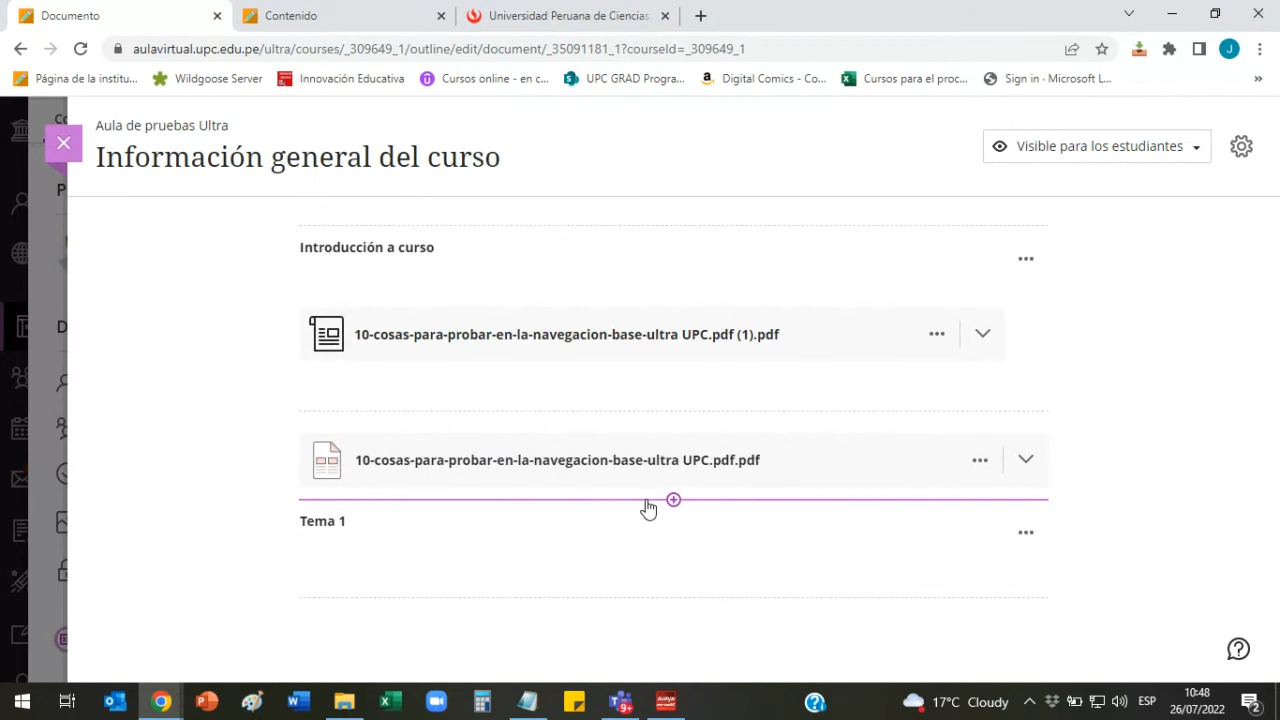 Documento
Contenido
Universidad Peruana de Ciencias
aulavirtual.upc.edu.pe/ultra/courses/_309649_1/outline/edit/document/_35091181_1?courseId=_309649_1
J
Página de la institu...
Wildgoose Server
Innovación Educativa
Cursos online - en c...
UPC GRAD Progra...
Digital Comics - Co...
Cursos para el proc...
Sign in · Microsoft L...
»
Aula de pruebas Ultra
Información general del curso
Visible para los estudiantes
Introducción a curso
10-cosas-para-probar-en-la-navegacion-base-ultra UPC.pdf (1).pdf
10-cosas-para-probar-en-la-navegacion-base-ultra UPC.pdf.pdf
Tema 1
9+
17°C Cloudy
ESP
10:48
26/07/2022
2